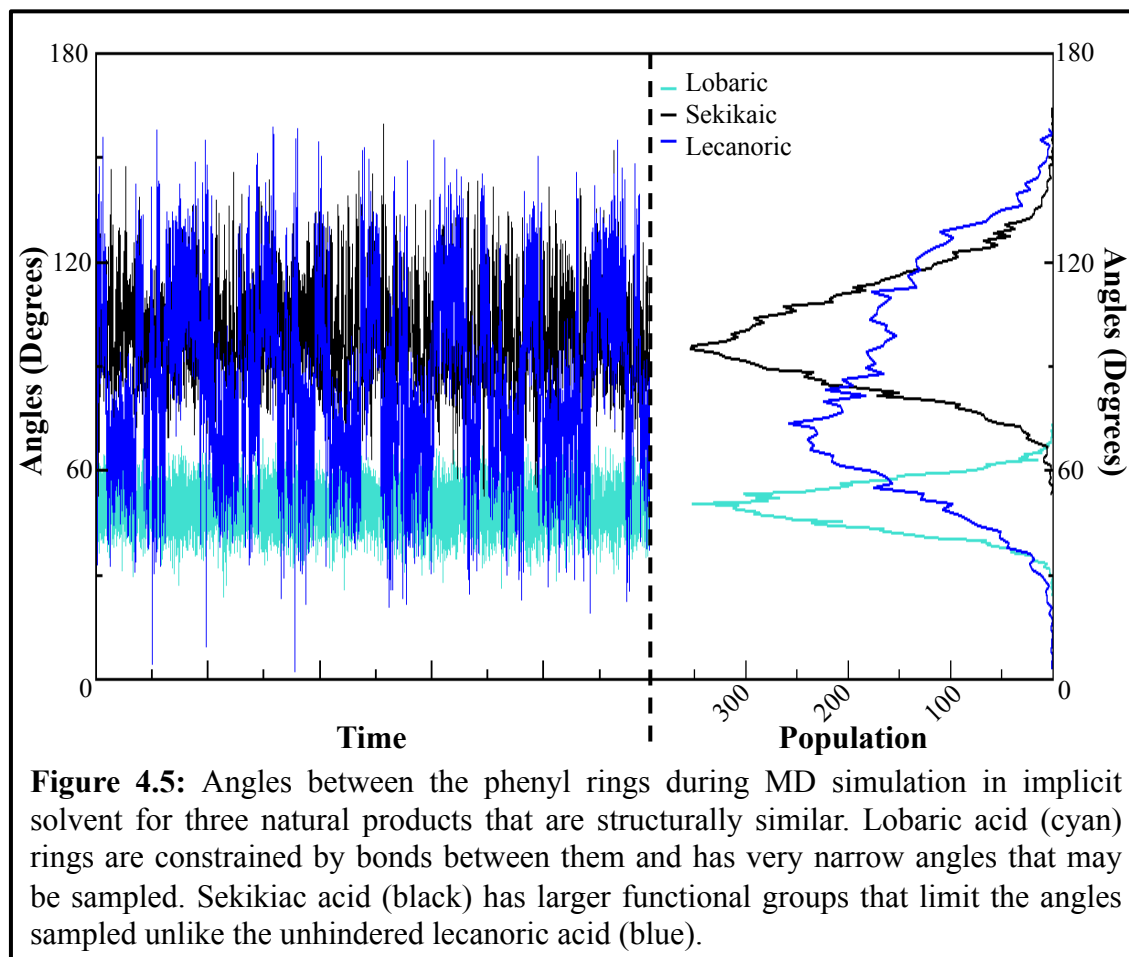 180
180
Lobaric
Sekikaic
Lecanoric
120
120
Angles (Degrees)
Angles (Degrees)
60
60
0
0
300
200
100
Time
Population
Figure 4.5: Angles between the phenyl rings during MD simulation in implicit
solvent for three natural products that are structurally similar. Lobaric acid (cyan)
rings are constrained by bonds between them and has very narrow angles that may
be sampled. Sekikiac acid (black) has larger functional groups that limit the angles
sampled unlike the unhindered lecanoric acid (blue).